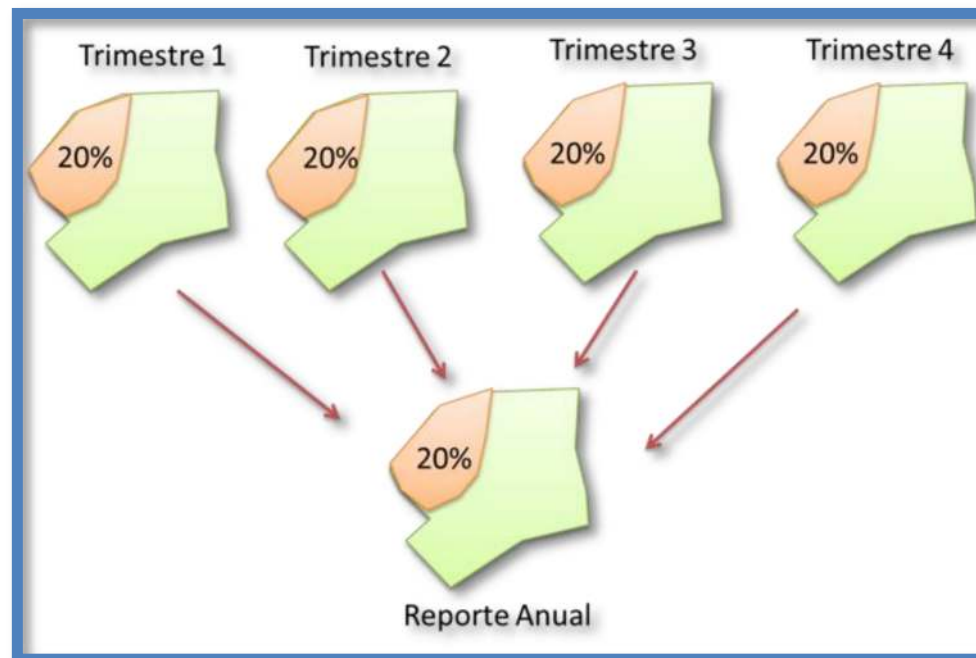 Trimestre 1
Trimestre 2
Trimestre 3
Trimestre 4
20%
20%
20%
20%
20%
Reporte Anual